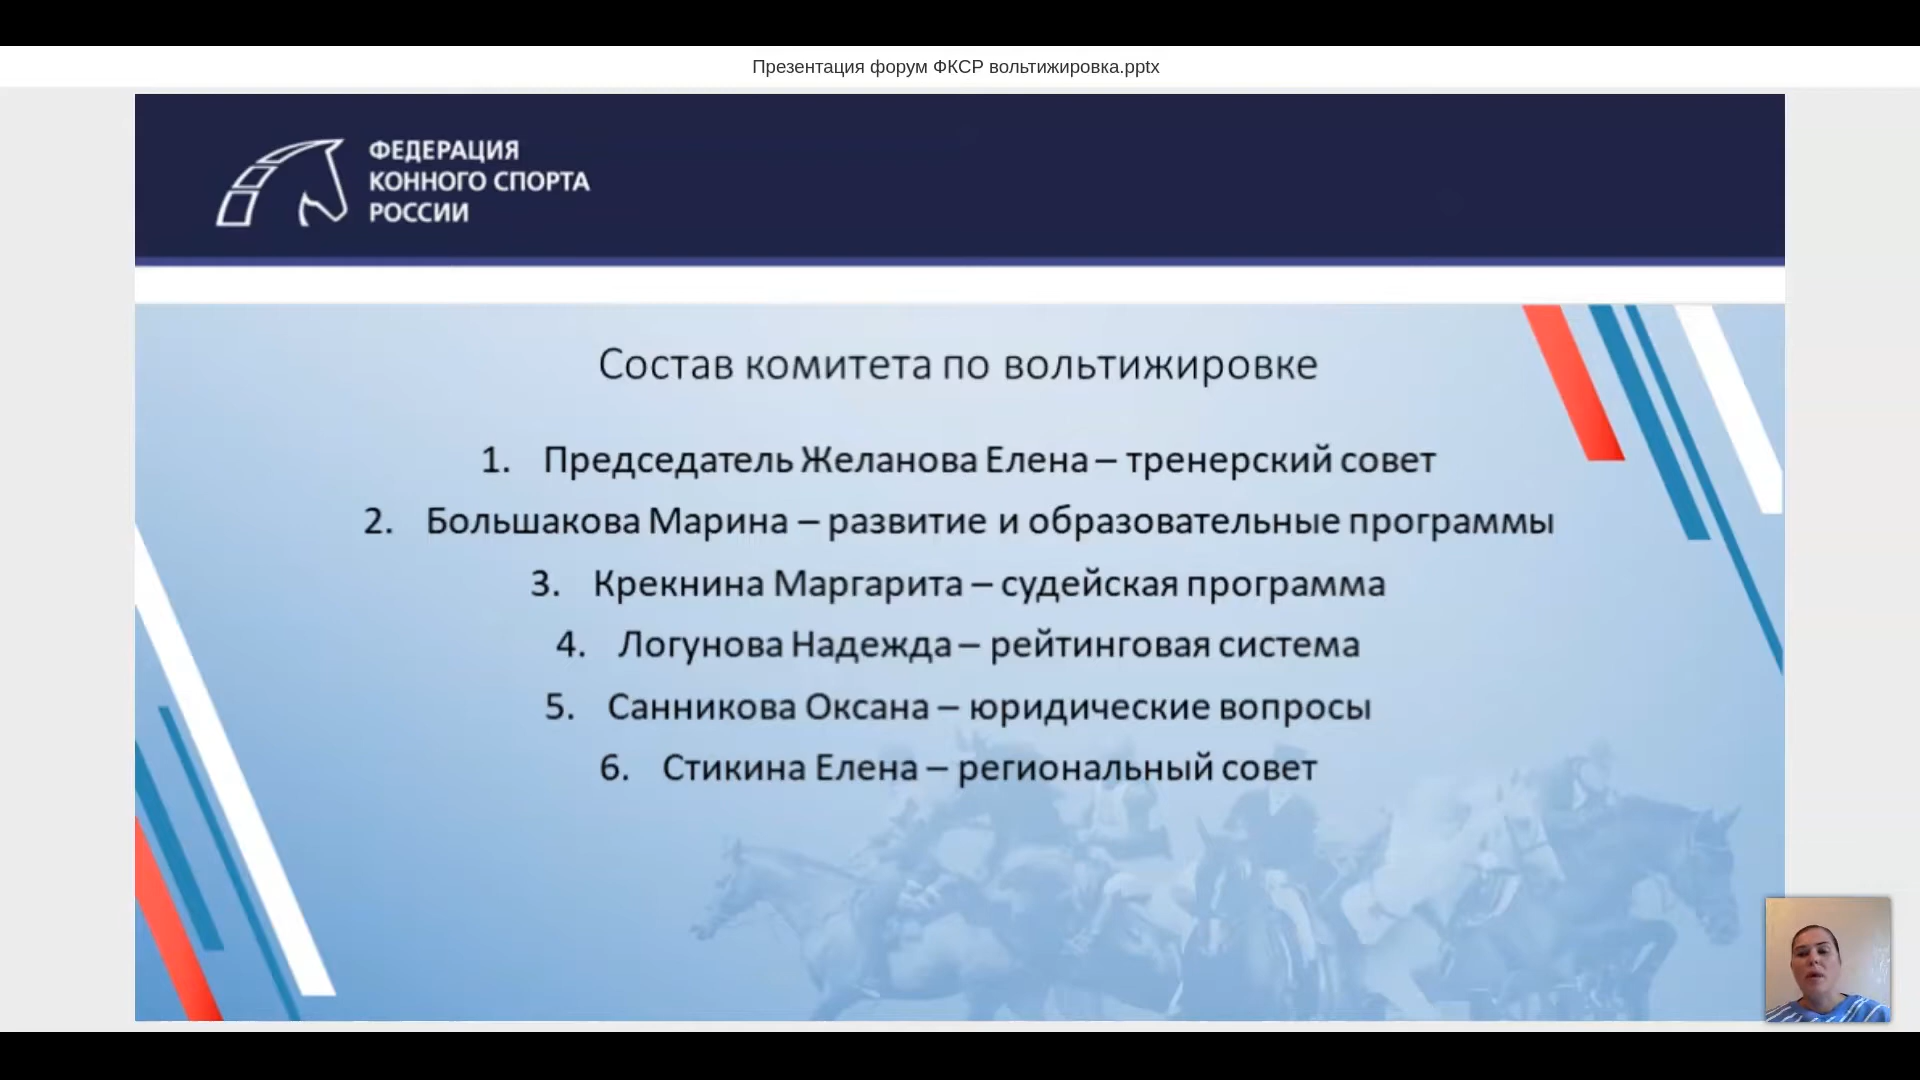 Презентация форум ФКСР вольтижировка.pptx
ФЕДЕРАЦИЯ
КОННОГО СПОРТА
РОССИИ
Состав комитета по вольтижировке
1. Председатель Желанова Елена – тренерский совет
2. Большакова Марина – развитие и образовательные программы
3. Крекнина Маргарита – судейская программа
4. Логунова Надежда – рейтинговая система
5. Санникова Оксана – юридические вопросы
6. Стикина Елена – региональный совет